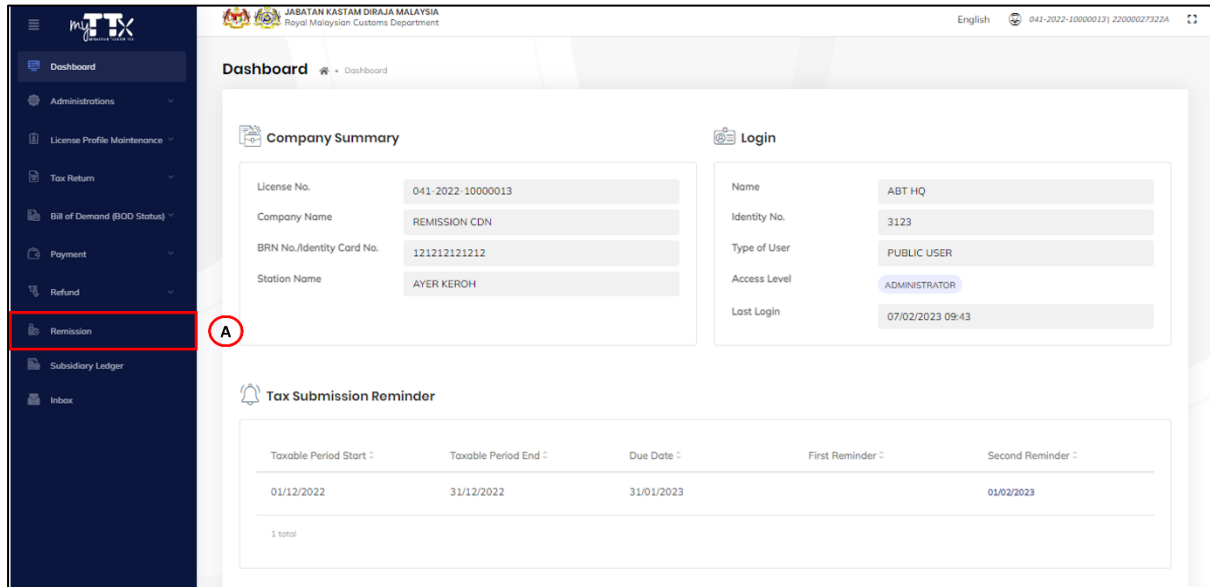 myTTX
JABATAN KASTAM DIRAJA MALAYSIA
Royal Malaysian Customs Department
English
041-2022-10000013| 22000027322A
Dashboard
Administrations
License Profile Maintenance
Tax Return
Bill of Demand (BOD Status)
Payment
Refund
Remission
A
Subsidiary Ledger
Inbox
Dashboard • Dashboard
Company Summary
License No. 041-2022-10000013
Company Name REMISSION CDN
BRN No./Identity Card No. 121212121212
Station Name AYER KEROH
Login
Name ABT HQ
Identity No. 3123
Type of User PUBLIC USER
Access Level ADMINISTRATOR
Last Login 07/02/2023 09:43
Tax Submission Reminder
Taxable Period Start Taxable Period End Due Date First Reminder Second Reminder
01/12/2022 31/12/2022 31/01/2023 01/02/2023
1 total